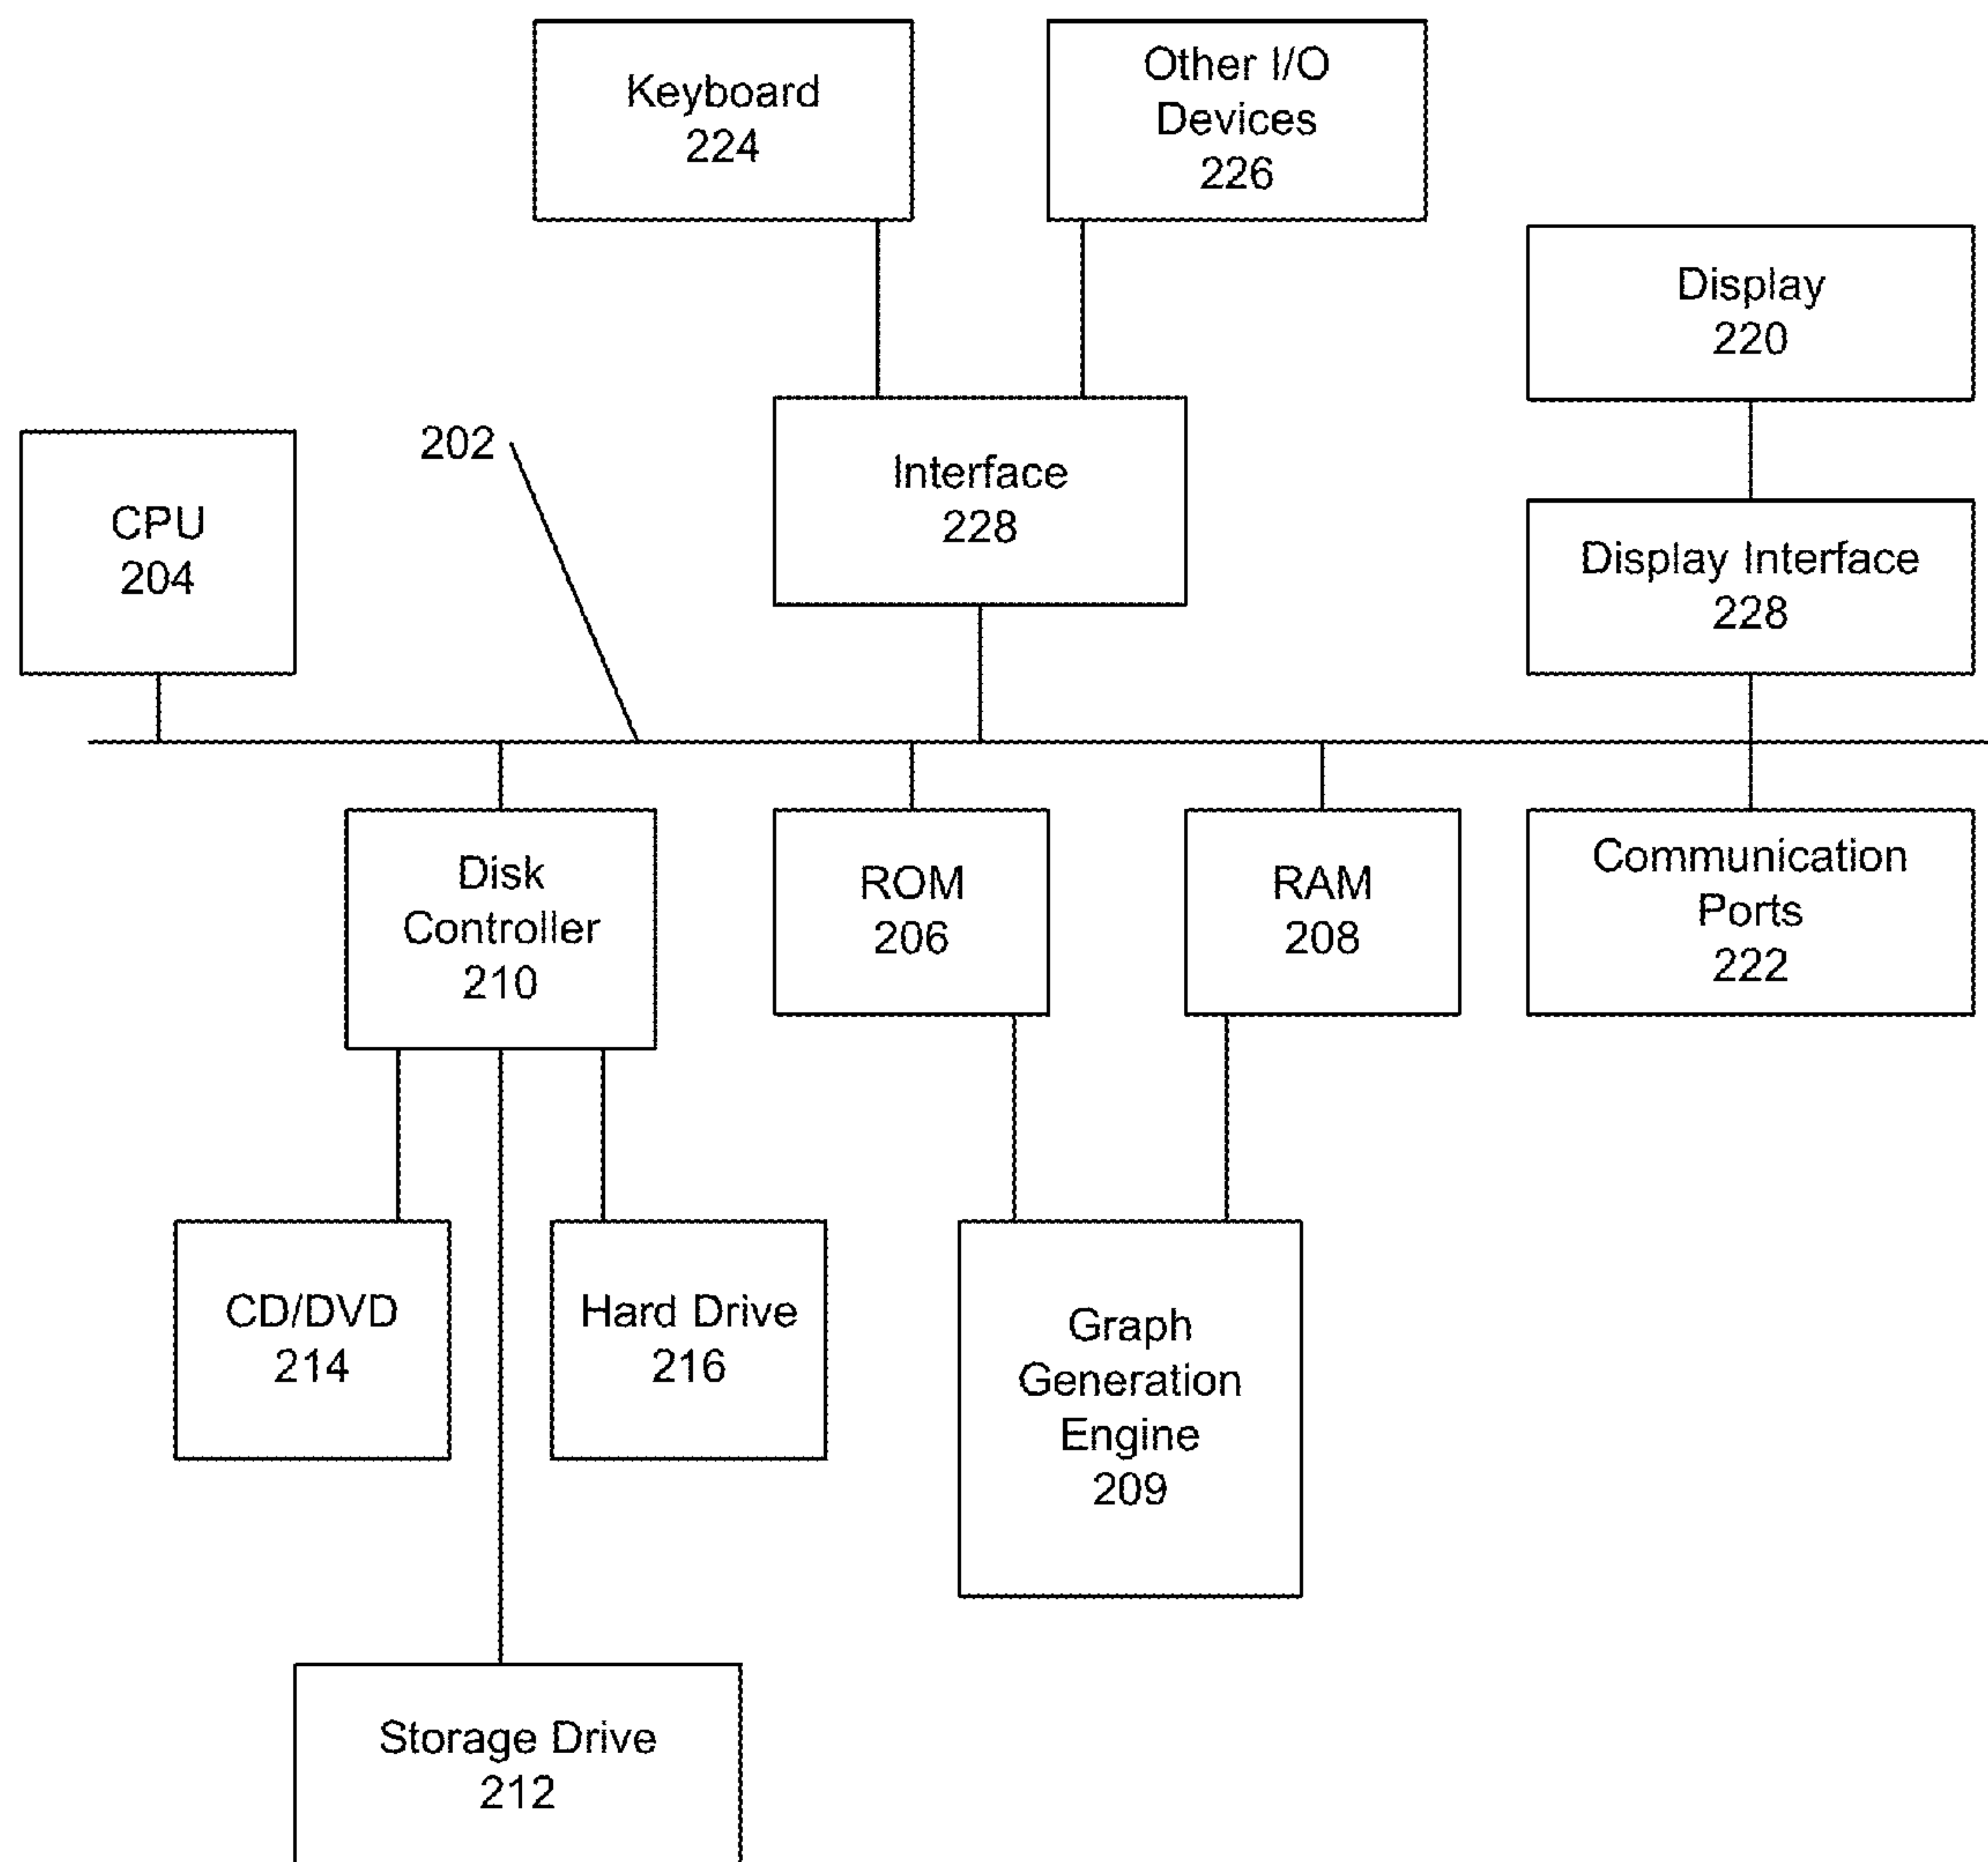 Keyboard
224
Other I/O
Devices
226
Display
220
202
Interface
228
CPU
204
Display Interface
228
Disk
Controller
210
ROM
206
RAM
208
Communication
Ports
222
CD/DVD
214
Hard Drive
216
Graph
Generation
Engine
209
Storage Drive
212